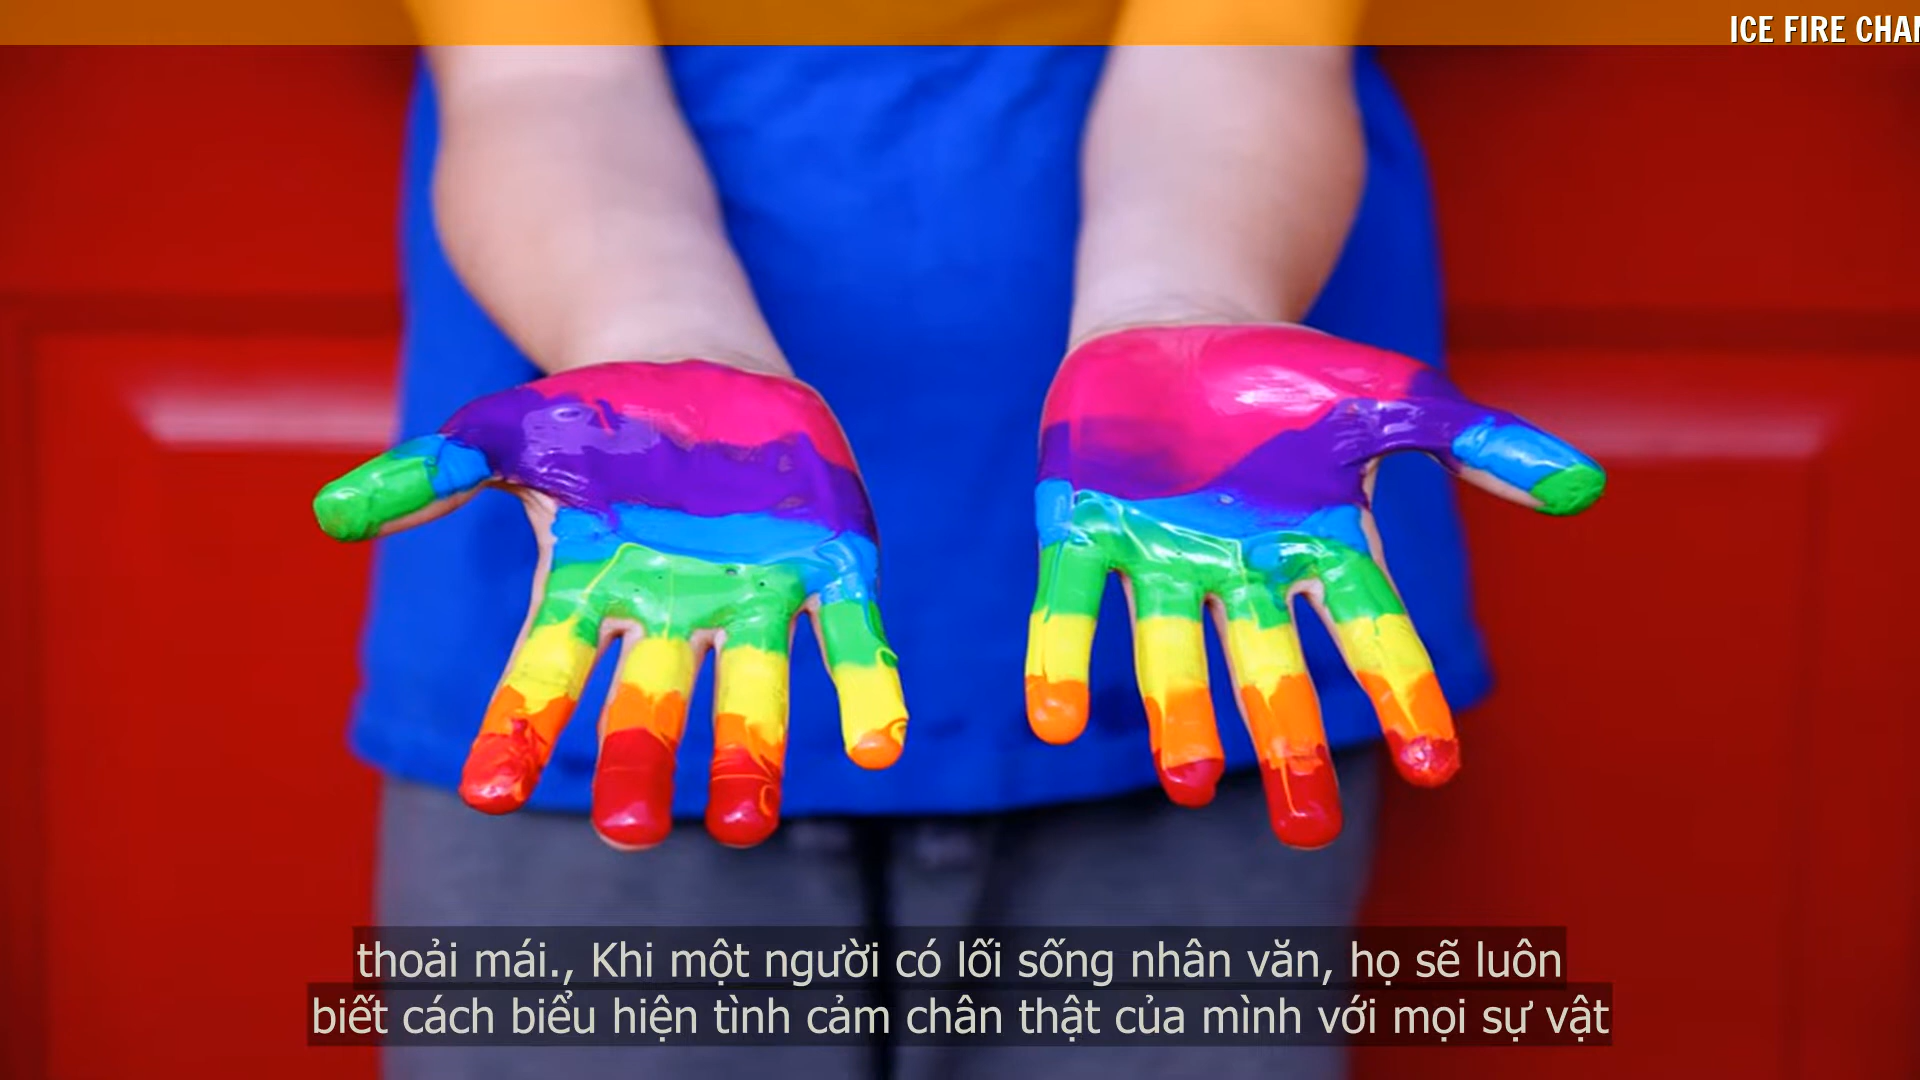 ICE FIRE
thoải mái., Khi một người có lối sống nhân văn, họ sẽ luôn
biết cách biểu hiện tình cảm chân thật của mình với mọi sự vật